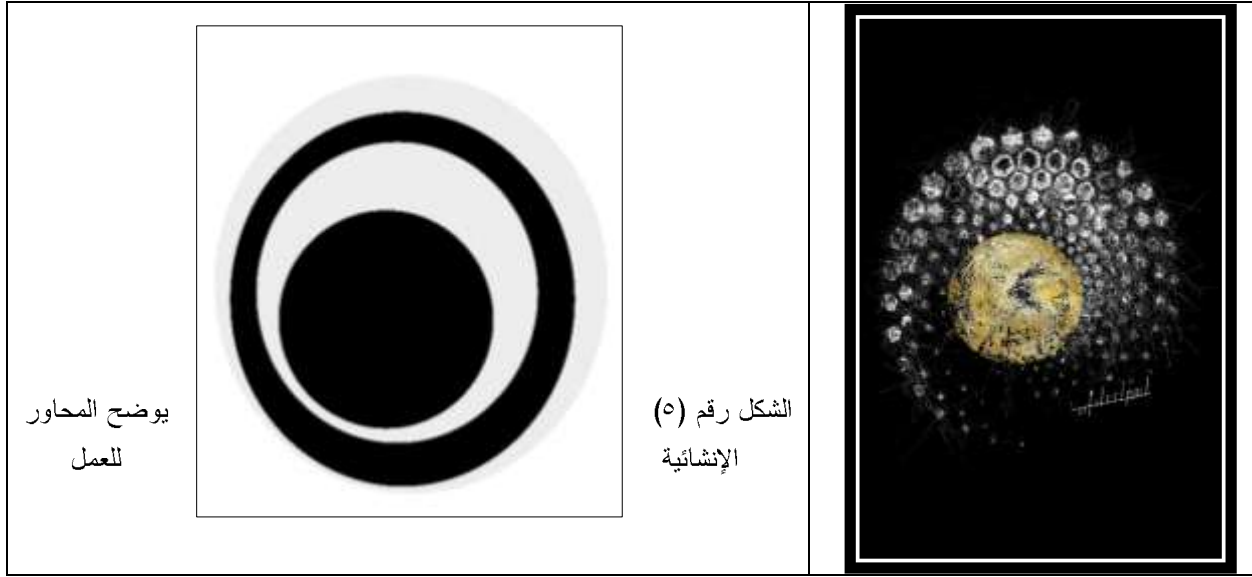 الشكل رقم (٥) يوضح المحاور
الإنشائية للعمل